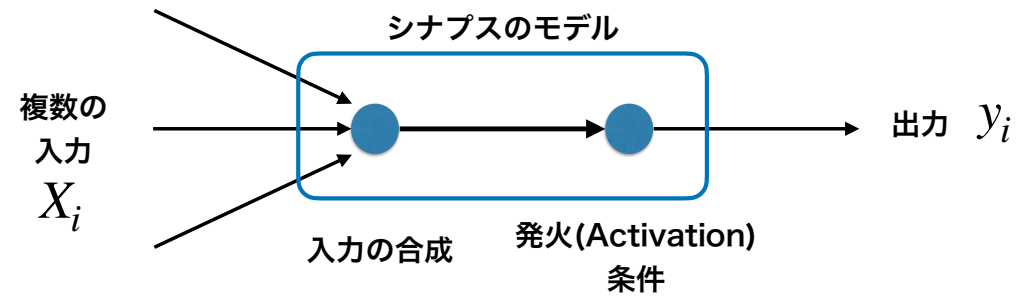 シナプスのモデル
複数の
入力
X_i
出力 y_i
入力の合成
発火(Activation)
条件